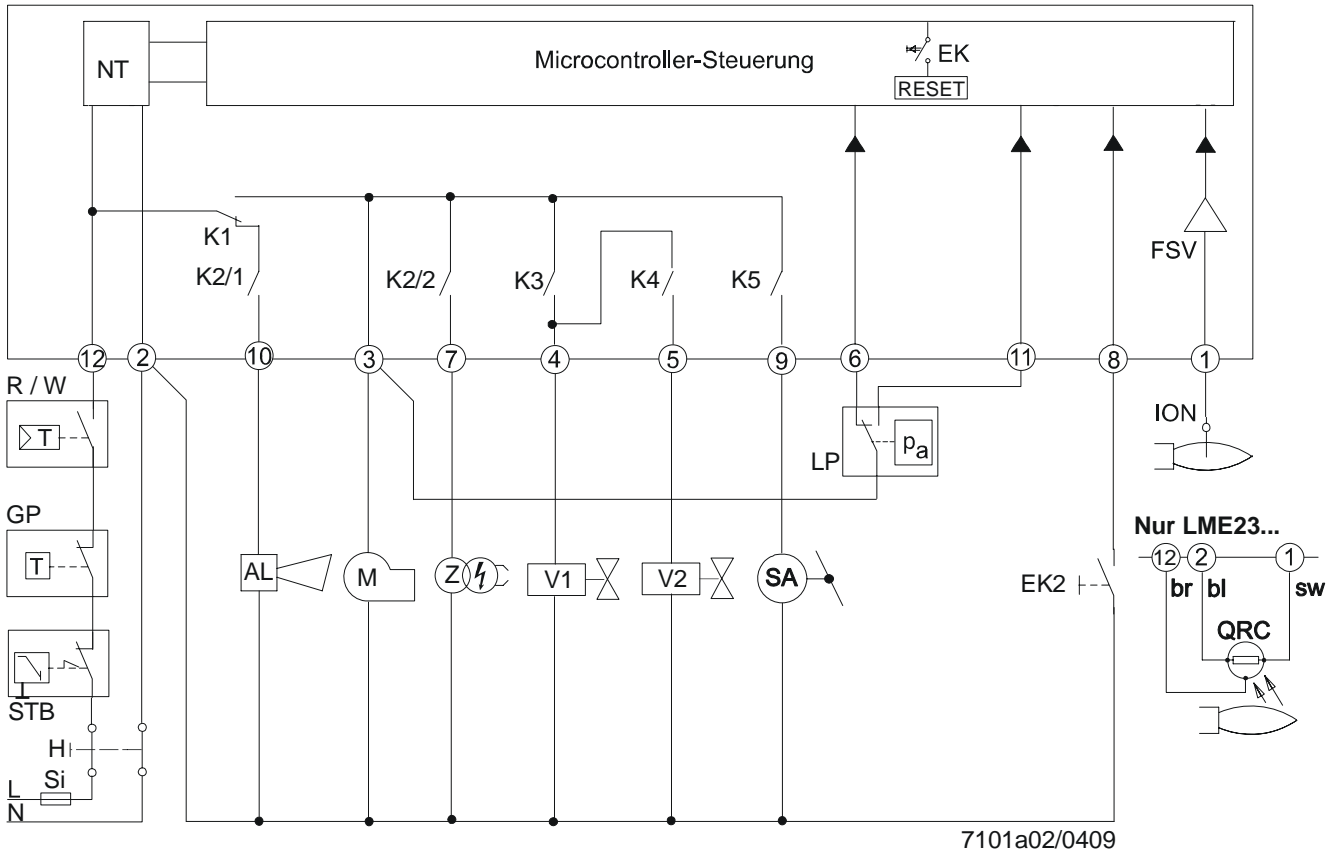 NT
Microcontroller-Steuerung
EK
RESET
K1
FSV
K2/1
K2/2
K3
K4
K5
12
2
10
3
7
4
5
9
6
11
8
1
R / W
T
ION
LP
pa
GP
T
Nur LME23...
12
2
1
br
bl
sw
AL
M
Z
V1
V2
SA
EK2
QRC
STB
H
Si
L
N
7101a02/0409